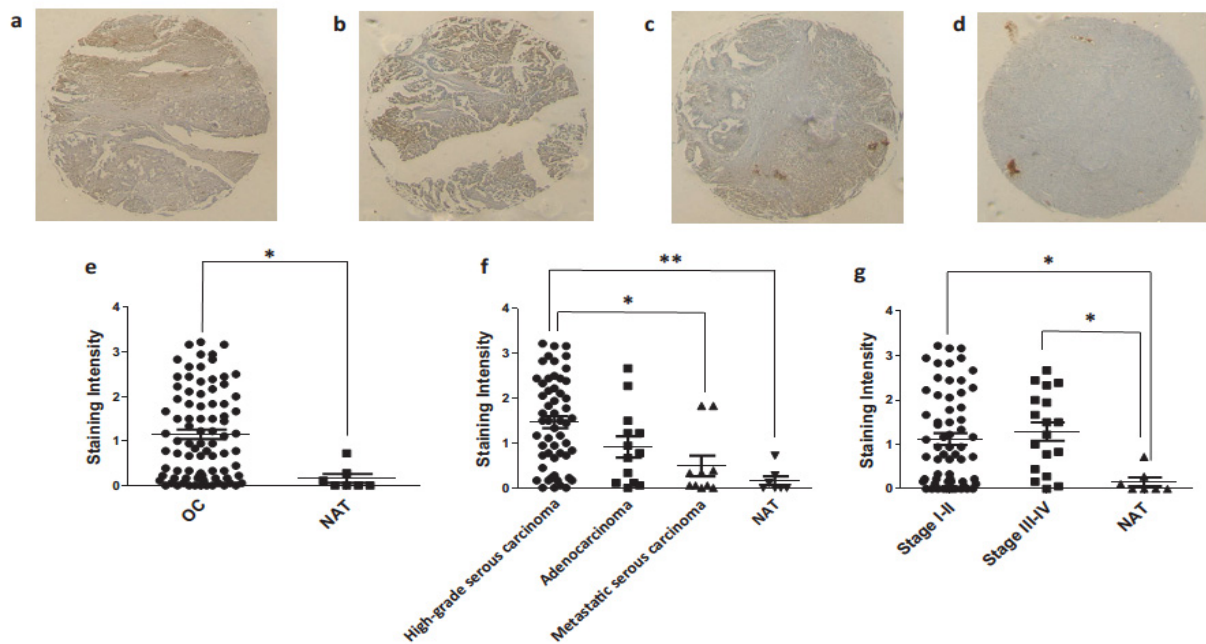 a
b
c
d
e
*
Staining Intensity
4
3
2
1
0
OC
NAT
f
**
*
Staining Intensity
4
3
2
1
0
High-grade serous carcinoma
Adenocarcinoma
Metastatic serous carcinoma
NAT
g
*
*
Staining Intensity
4
3
2
1
0
Stage I-II
Stage III-IV
NAT